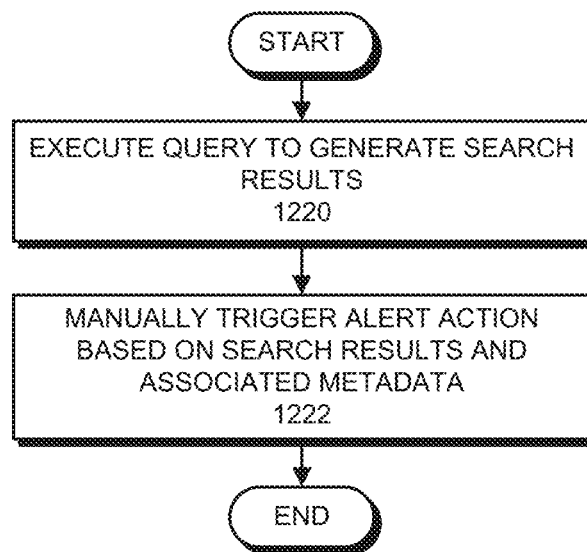 START
EXECUTE QUERY TO GENERATE SEARCH
RESULTS
1220
MANUALLY TRIGGER ALERT ACTION
BASED ON SEARCH RESULTS AND
ASSOCIATED METADATA
1222
END